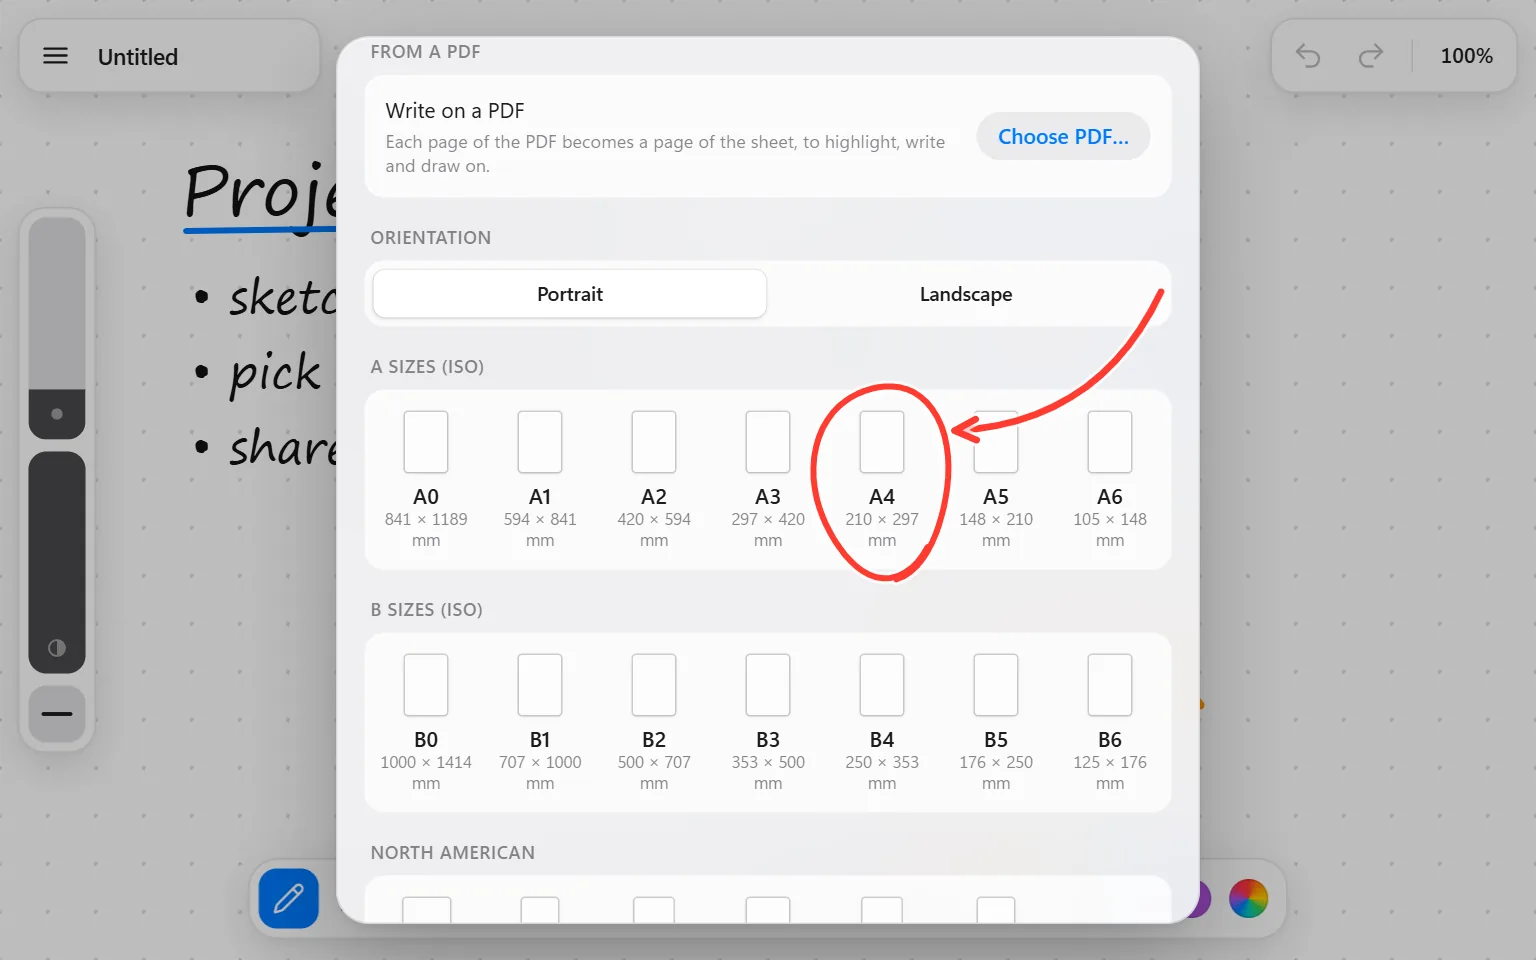 Untitled
100%
FROM A PDF
Write on a PDF
Each page of the PDF becomes a page of the sheet, to highlight, write
and draw on.
Choose PDF...
ORIENTATION
Portrait
Landscape
A SIZES (ISO)
A0
841 × 1189
mm
A1
594 × 841
mm
A2
420 × 594
mm
A3
297 × 420
mm
A4
210 × 297
mm
A5
148 × 210
mm
A6
105 × 148
mm
B SIZES (ISO)
B0
1000 × 1414
mm
B1
707 × 1000
mm
B2
500 × 707
mm
B3
353 × 500
mm
B4
250 × 353
mm
B5
176 × 250
mm
B6
125 × 176
mm
NORTH AMERICAN
• pick
• share